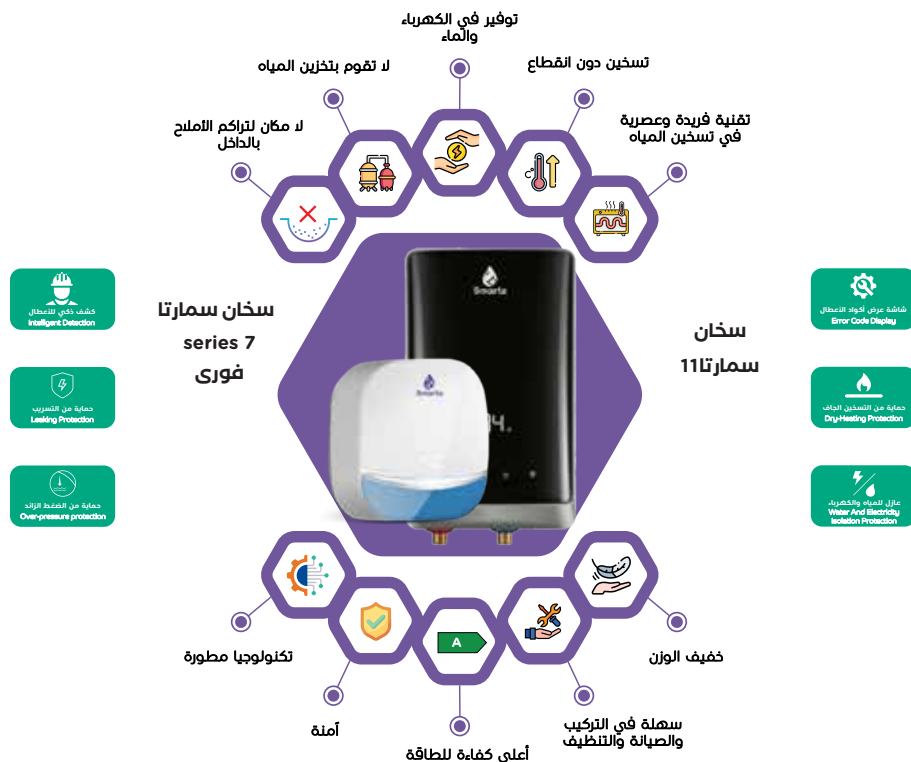 توفير في الكهرباء
والماء
تسخين دون انقطاع
لا تقوم بتخزين المياه
تقنية فريدة وعصرية
في تسخين المياه
لا مكان لتراكم الأملاح
بالداخل
C°
Smarta
سخان
سمارتا11
سخان سمارتا
series 7
فورى
Smarta
شاشة عرض أكواد الأعطال
Error Code Display
حماية من التسخين الجاف
Dry-Heating Protection
عازل للمياه والكهرباء
Water And Electricity
Isolation Protection
كشف ذكي للأعطال
Intelligent Detection
حماية من التسريب
Leaking Protection
حماية من الضغط الزائد
Over-pressure protection
A
خفيف الوزن
تكنولوجيا مطورة
سهلة في التركيب
والصيانة والتنظيف
آمنة
أعلى كفاءة للطاقة